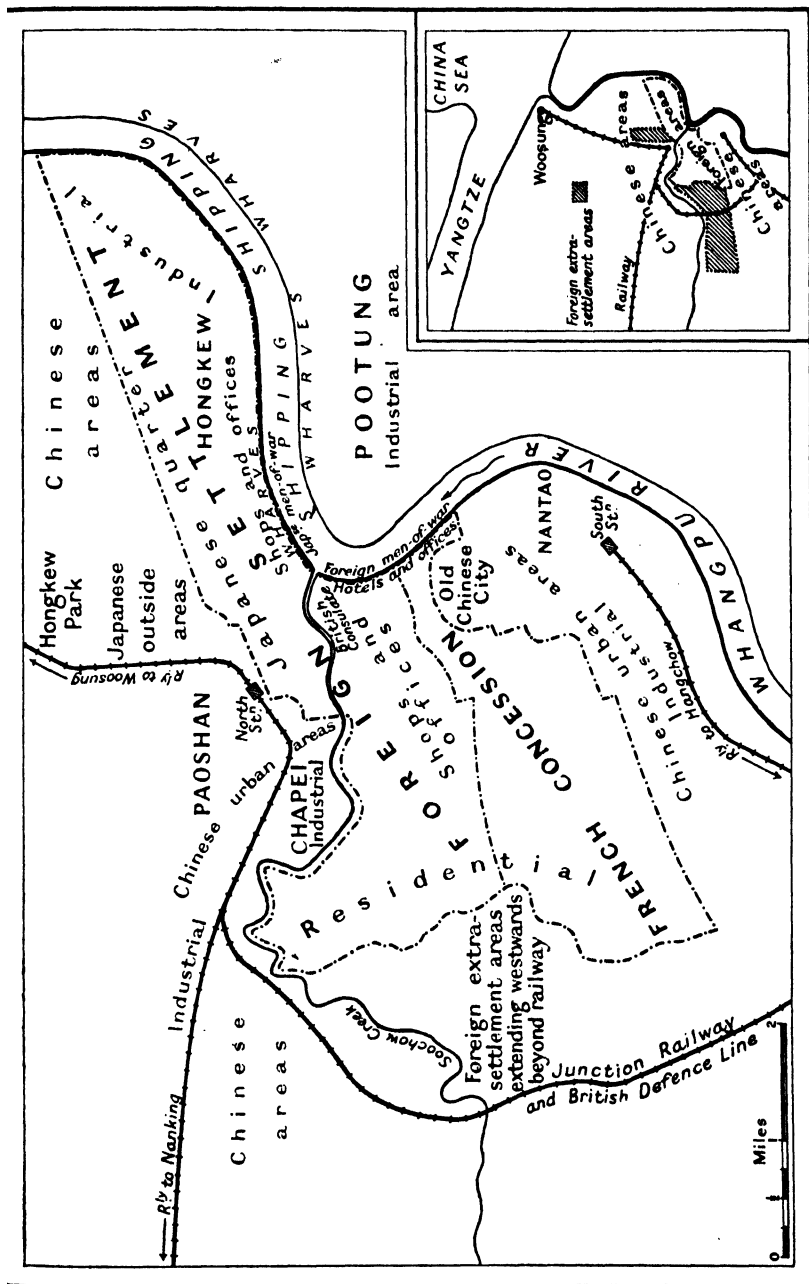 Chinese
areas
Hongkew
Park
Japanese
outside
areas
Rly to Woosung
North
Stn
PAOSHAN
Chinese urban areas
Industrial
CHAPEI
Industrial
Rly to Nanking
Chinese
areas
Soochow Creek
Japanese quarter
FOREIGN SETTLEMENT
Industrial
HONGKEW
Shops and offices
WHARVES
Japse men-of-war
SHIPPING
WHARVES
SHIPPING
WHARVES
POOTUNG
Industrial area
British
Consulate
Foreign men-of-war
Hotels and offices
Shops and
offices
Residential
Old
Chinese
City
FRENCH CONCESSION
NANTAO
South
Stn
Chinese urban areas
Industrial
Rly to Hangchow
WHANGPU RIVER
Foreign extra-
settlement areas
extending westwards
beyond railway
Junction Railway
and British Defence Line
Miles
0
1
2
CHINA
SEA
YANGTZE
Woosung
Foreign extra-
settlement areas
Railway
Chinese areas
Foreign areas
Chinese
areas